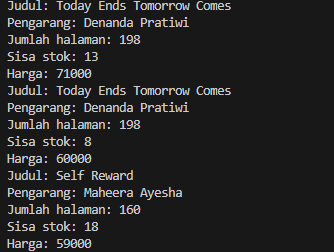 Judul: Today Ends Tomorrow Comes
Pengarang: Denanda Pratiwi
Jumlah halaman: 198
Sisa stok: 13
Harga: 71000
Judul: Today Ends Tomorrow Comes
Pengarang: Denanda Pratiwi
Jumlah halaman: 198
Sisa stok: 8
Harga: 60000
Judul: Self Reward
Pengarang: Maheera Ayesha
Jumlah halaman: 160
Sisa stok: 18
Harga: 59000